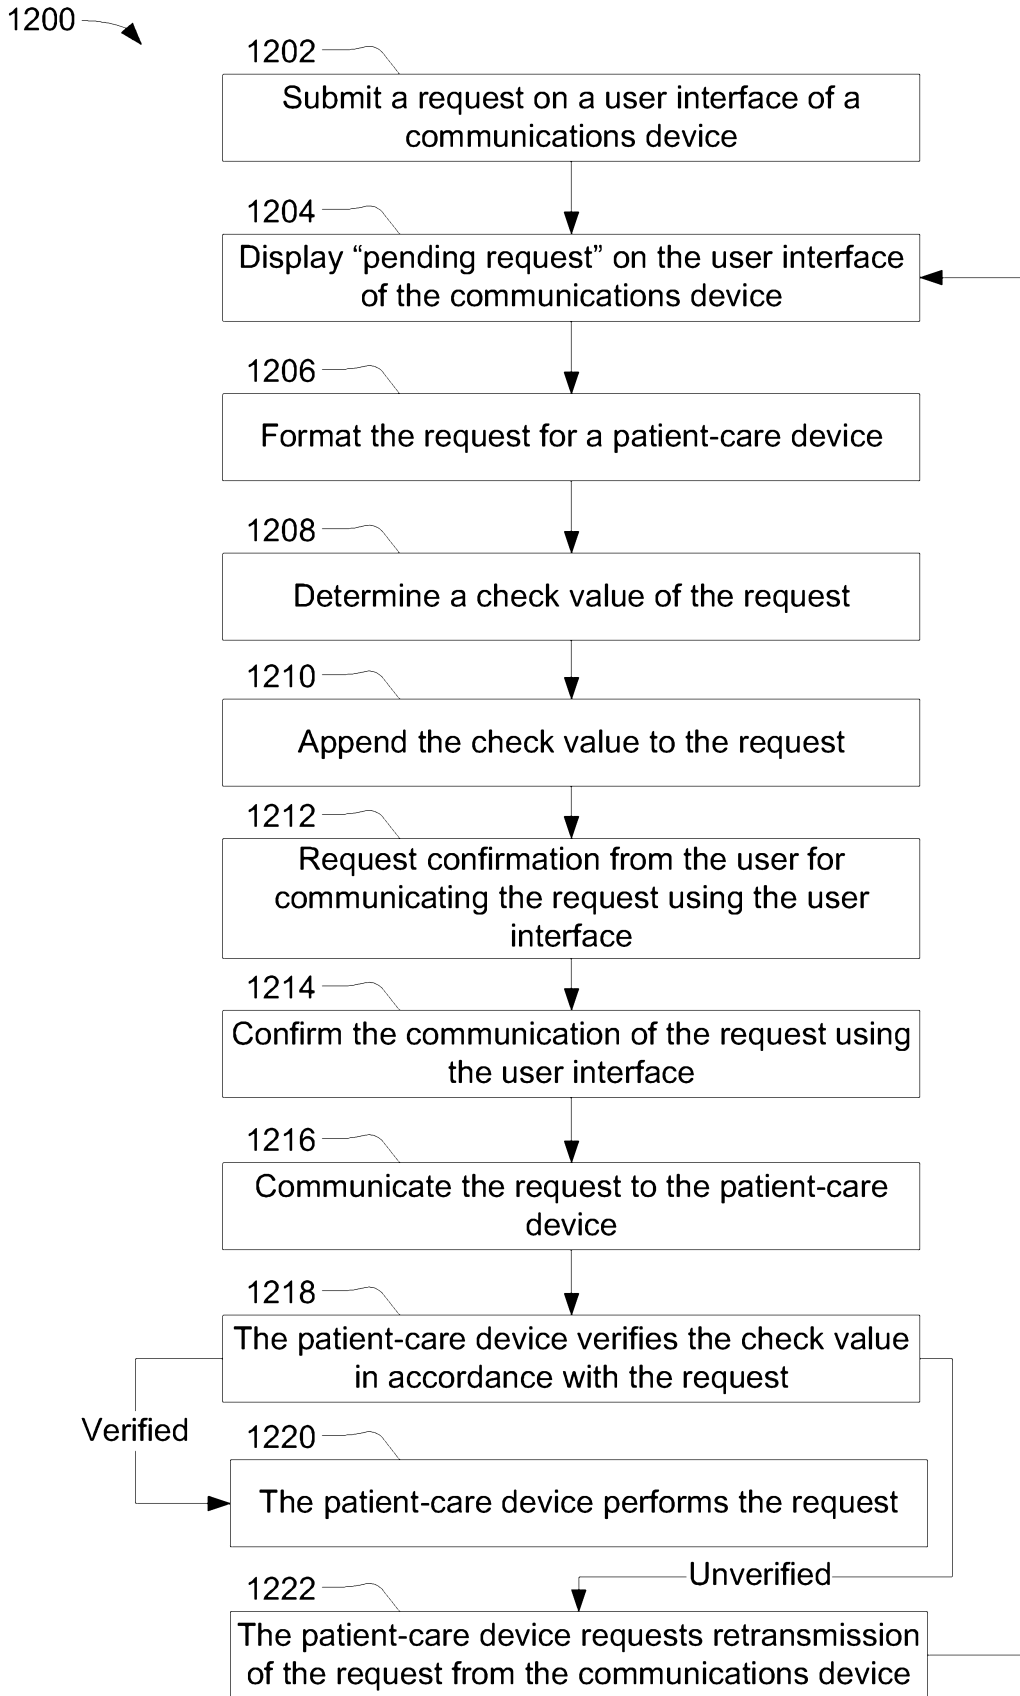 1200
1202
Submit a request on a user interface of a
communications device
1204
Display “pending request” on the user interface
of the communications device
1206
Format the request for a patient-care device
1208
Determine a check value of the request
1210
Append the check value to the request
1212
Request confirmation from the user for
communicating the request using the user
interface
1214
Confirm the communication of the request using
the user interface
1216
Communicate the request to the patient-care
device
1218
The patient-care device verifies the check value
in accordance with the request
Verified
1220
The patient-care device performs the request
Unverified
1222
The patient-care device requests retransmission
of the request from the communications device